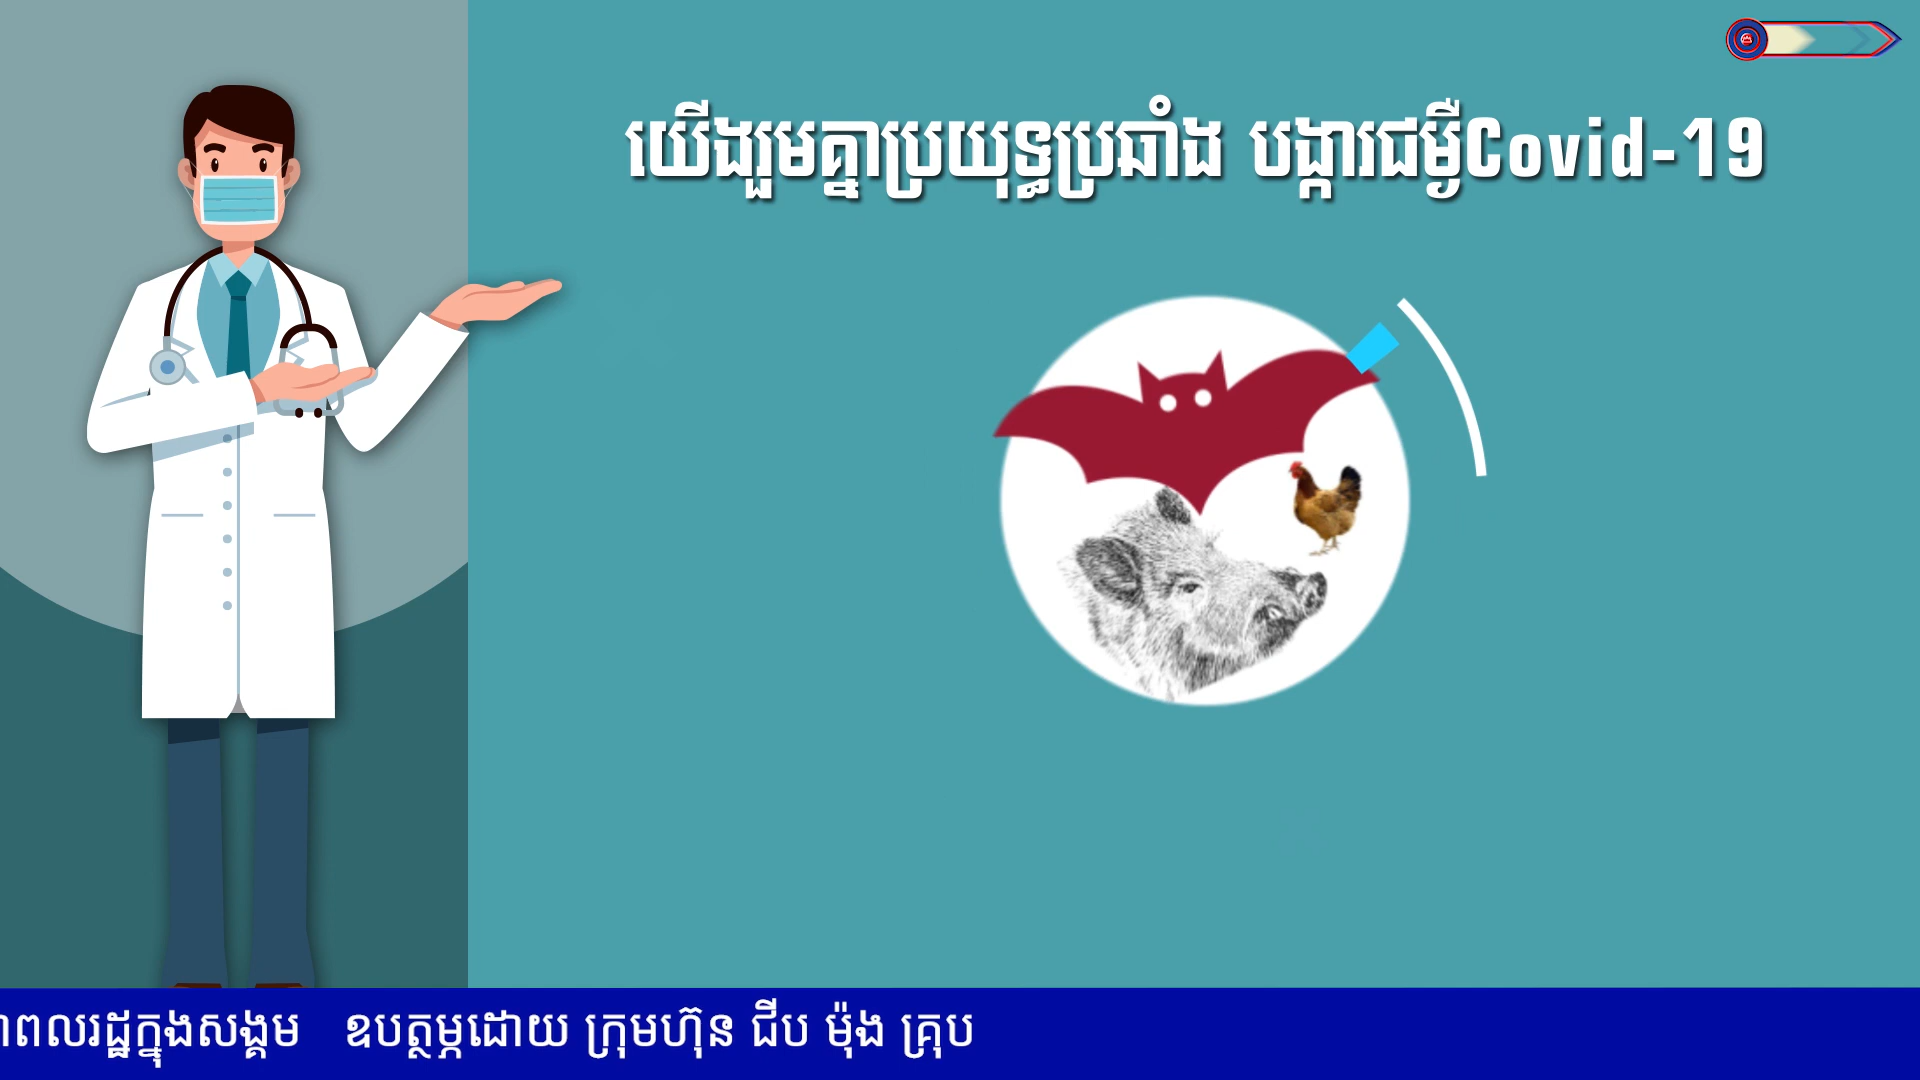 យើងរួមគ្នាប្រយុទ្ធប្រឆាំង បង្ការជម្ងឺCovid-19
ពលរដ្ឋក្នុងសង្គម ឧបត្ថម្ភដោយ ក្រុមហ៊ុន ជីប ម៉ុង គ្រុប